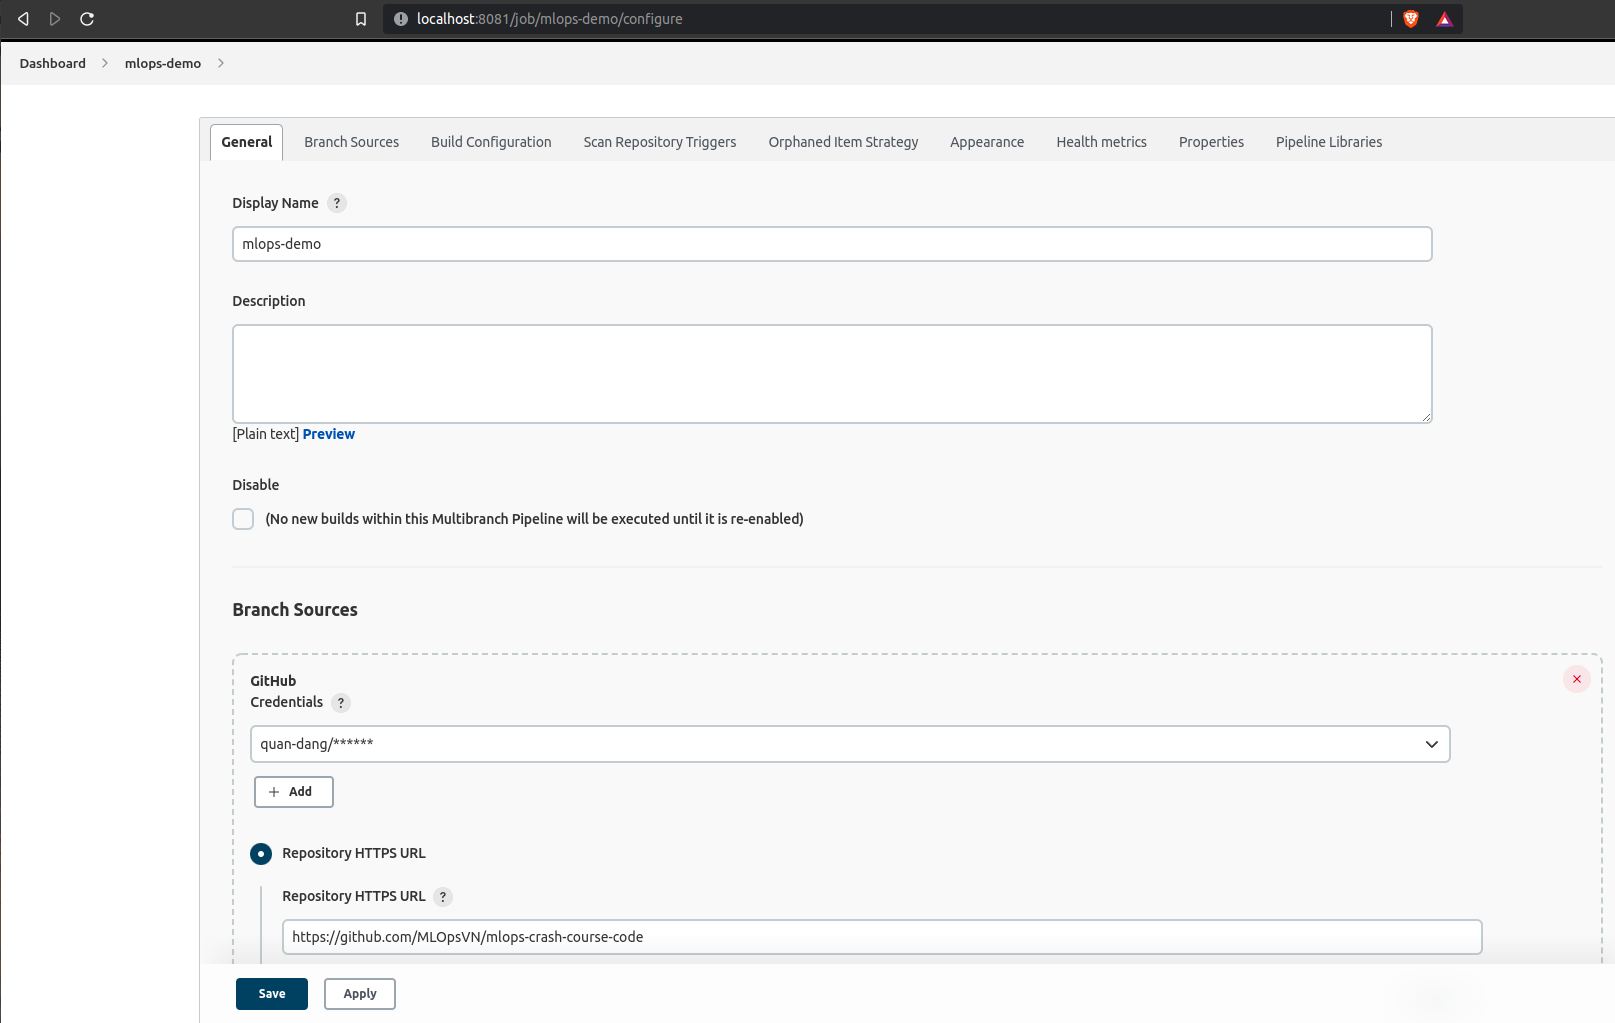 localhost:8081/job/mlops-demo/configure
Dashboard mlops-demo
General Branch Sources Build Configuration Scan Repository Triggers Orphaned Item Strategy Appearance Health metrics Properties Pipeline Libraries
Display Name ?
mlops-demo
Description
[Plain text] Preview
Disable
(No new builds within this Multibranch Pipeline will be executed until it is re-enabled)
Branch Sources
GitHub
Credentials ?
quan-dang/******
+ Add
Repository HTTPS URL
Repository HTTPS URL ?
https://github.com/MLOpsVN/mlops-crash-course-code
Save Apply